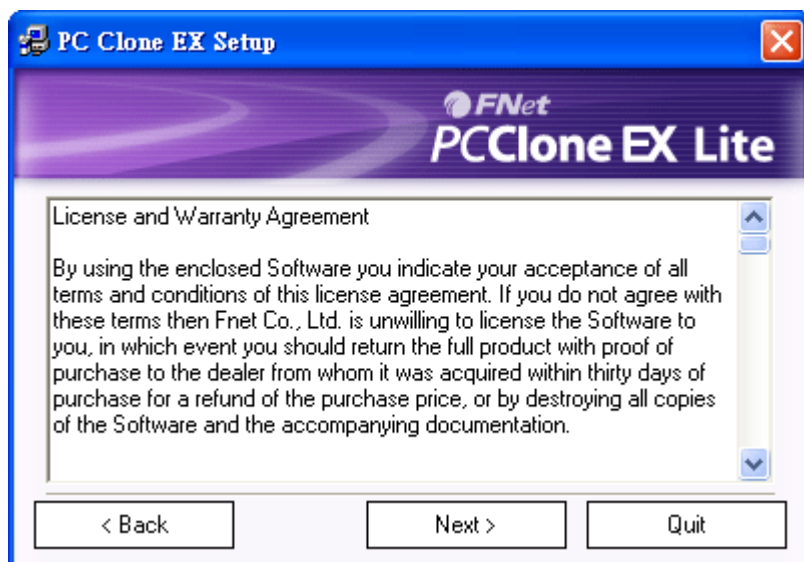 PC Clone EX Setup
FNet
PCClone EX Lite
License and Warranty Agreement
By using the enclosed Software you indicate your acceptance of all
terms and conditions of this license agreement. If you do not agree with
these terms then Fnet Co., Ltd. is unwilling to license the Software to
you, in which event you should return the full product with proof of
purchase to the dealer from whom it was acquired within thirty days of
purchase for a refund of the purchase price, or by destroying all copies
of the Software and the accompanying documentation.
< Back
Next >
Quit